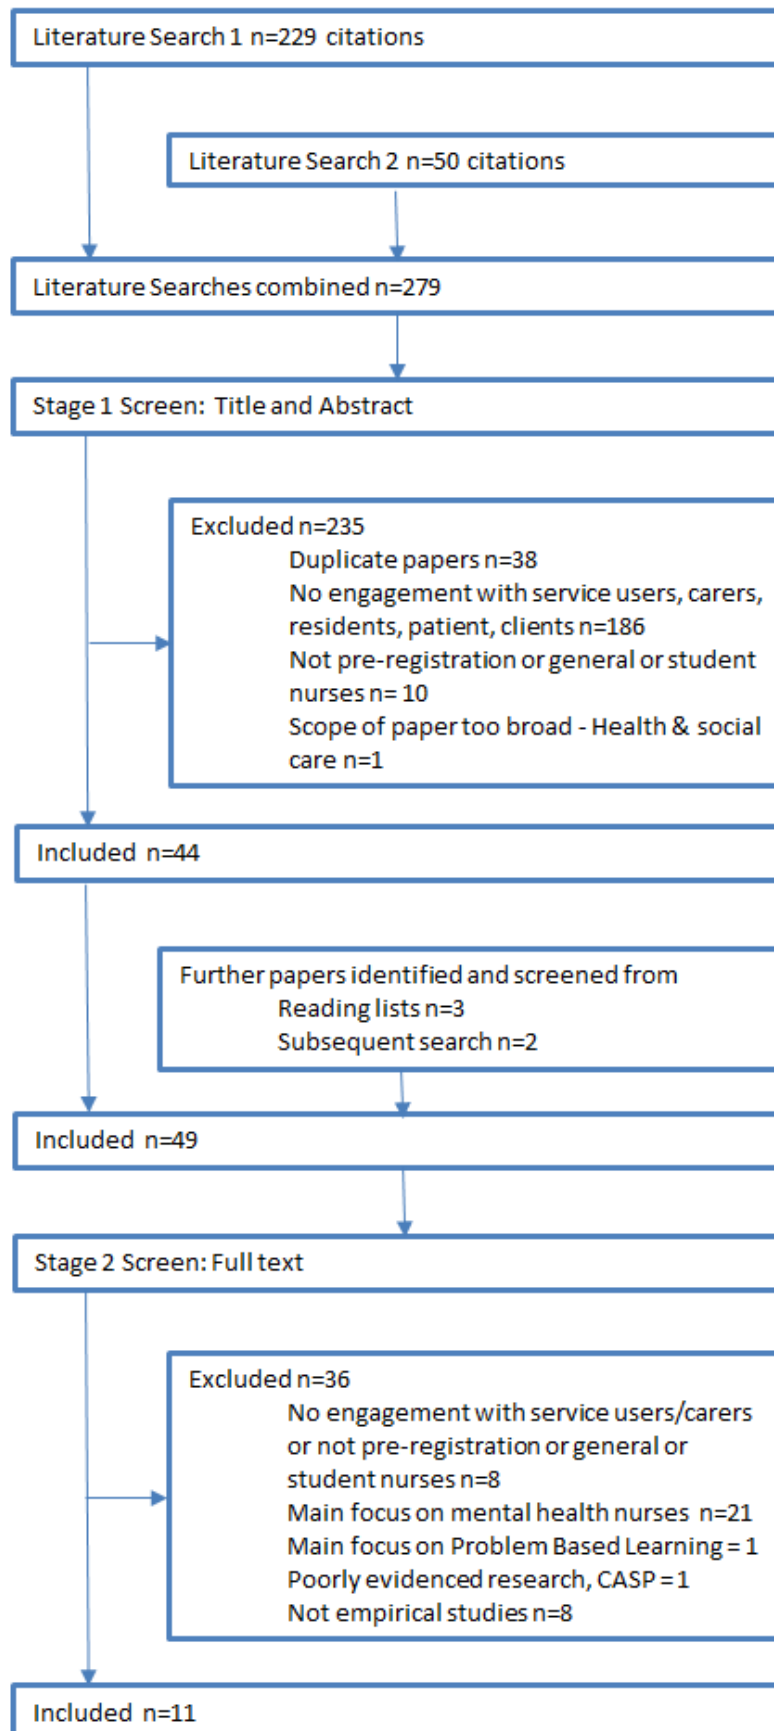 Literature Search 1 n=229 citations
Literature Search 2 n=50 citations
Literature Searches combined n=279
Stage 1 Screen: Title and Abstract
Excluded n=235
Duplicate papers n=38
No engagement with service users, carers,
residents, patient, clients n=186
Not pre-registration or general or student
nurses n= 10
Scope of paper too broad - Health & social
care n=1
Included n=44
Further papers identified and screened from
Reading lists n=3
Subsequent search n=2
Included n=49
Stage 2 Screen: Full text
Excluded n=36
No engagement with service users/carers
or not pre-registration or general or
student nurses n=8
Main focus on mental health nurses n=21
Main focus on Problem Based Learning = 1
Poorly evidenced research, CASP = 1
Not empirical studies n=8
Included n=11